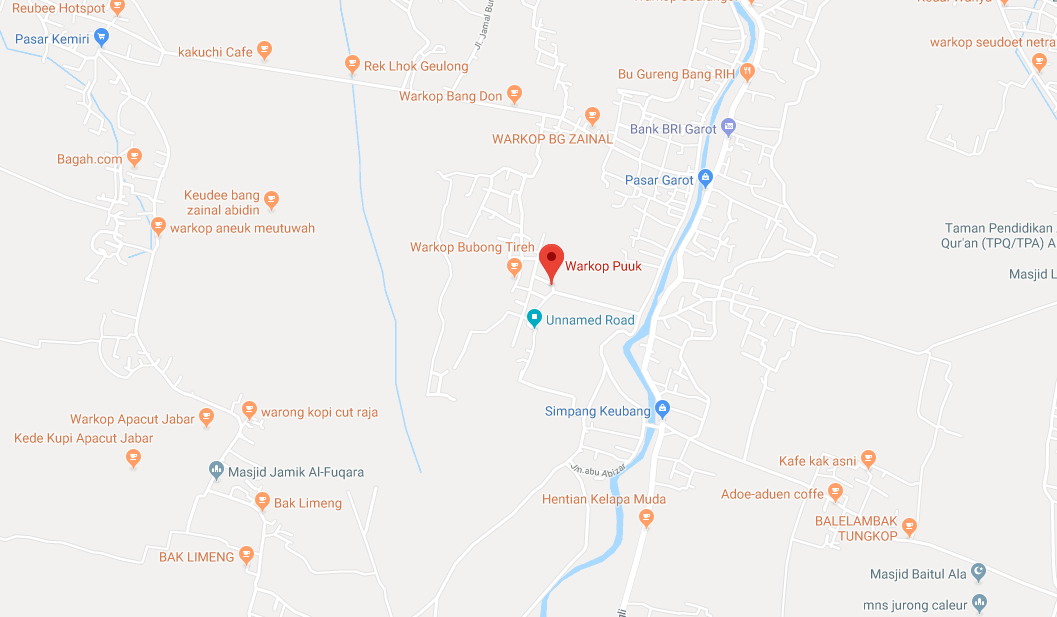 Reubee Hotspot
Pasar Kemiri
kakuchi Cafe
Jl. Jamal Bur
Rek Lhok Geulong
Warkop Bang Don
Bu Gureng Bang RIH
warkop seudoet netra
WARKOP BG ZAINAL
Bank BRI Garot
Bagah.com
Pasar Garot
Keudee bang
zainal abidin
warkop aneuk meutuwah
Taman Pendidikan
Qur'an (TPQ/TPA) A
Warkop Bubong Tireh
Warkop Puuk
Masjid L
Unnamed Road
Simpang Keubang
Warkop Apacut Jabar
warong kopi cut raja
Kede Kupi Apacut Jabar
Masjid Jamik Al-Fuqara
Jln.abu Abizar
Kafe kak asni
Bak Limeng
Hentian Kelapa Muda
Adoe-aduen coffe
BALELAMBAK
TUNGKOP
BAK LIMENG
Masjid Baitul Ala
mns jurong caleur